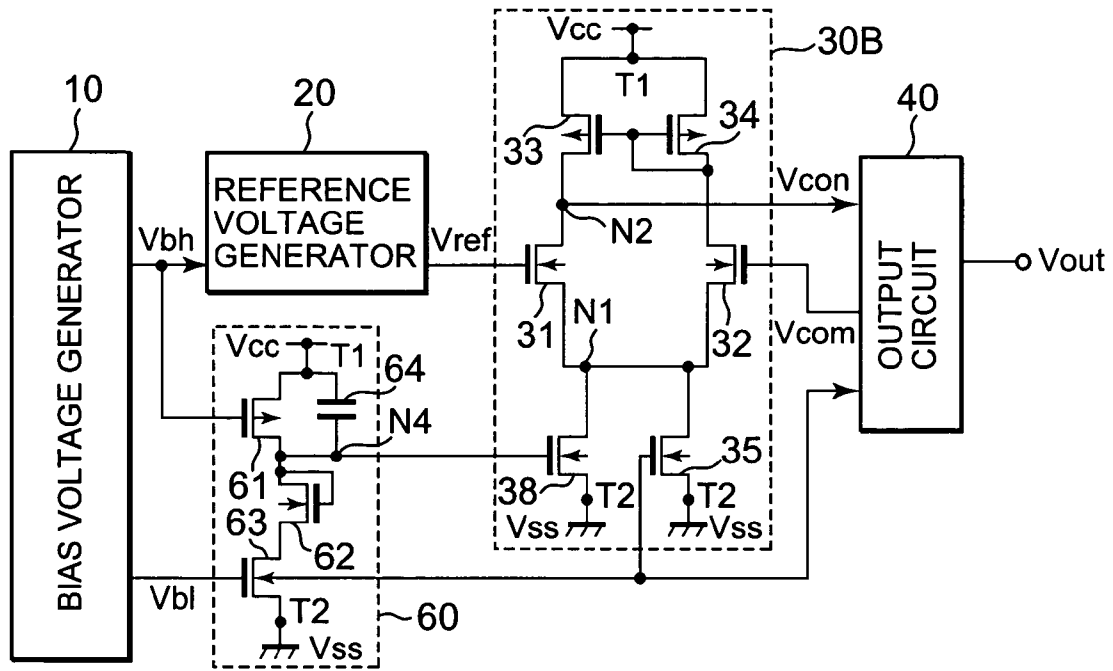 Vcc
30B
10
20
T1
40
33
34
BIAS VOLTAGE GENERATOR
REFERENCE
VOLTAGE
GENERATOR
Vbh
Vref
Vcon
N2
OUTPUT
CIRCUIT
Vout
31
N1
32
Vcom
Vcc
T1
64
N4
61
38
35
T2
T2
Vss
Vss
63
62
Vbl
T2
60
Vss